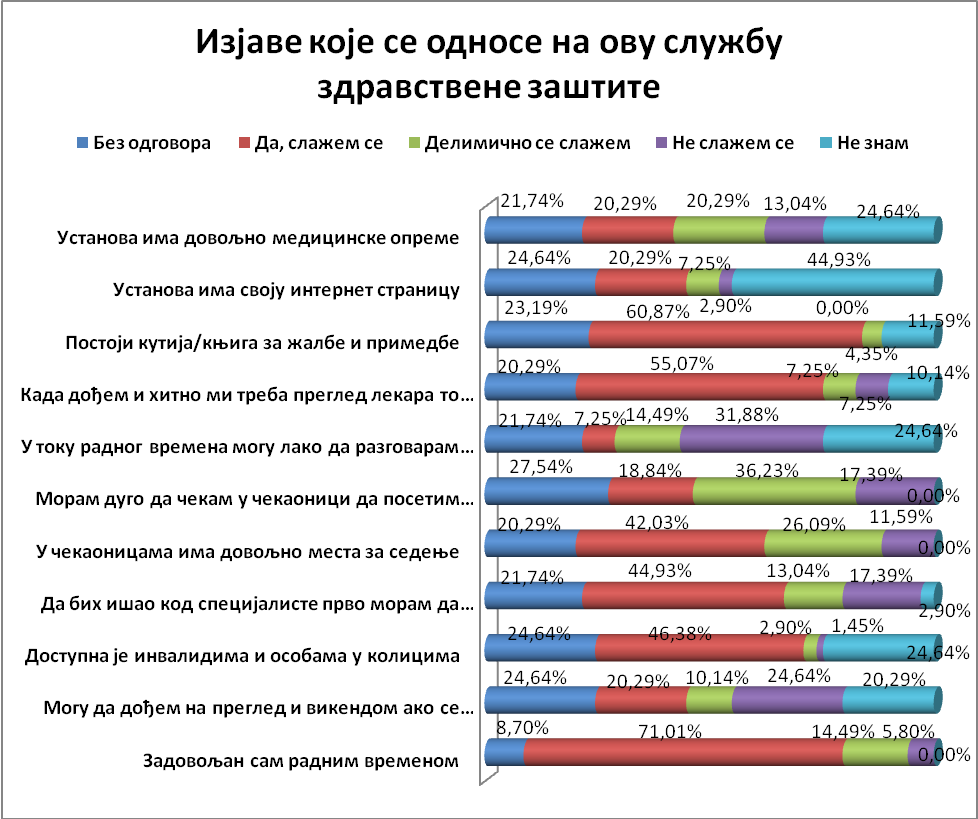 Изјаве које се односе на ову службу
здравствене заштите
Без одговора Да, слажем се Делимично се слажем Не слажем се Не знам
Установа има довољно медицинске опреме 21,74% 20,29% 20,29% 13,04% 24,64%
Установа има своју интернет страницу 24,64% 20,29% 7,25% 2,90% 44,93%
Постоји кутија/књига за жалбе и примедбе 23,19% 60,87% 4,35% 0,00% 11,59%
Када дођем и хитно ми треба преглед лекара то... 20,29% 55,07% 7,25% 7,25% 10,14%
У току радног времена могу лако да разговарам... 21,74% 7,25% 14,49% 31,88% 24,64%
Морам дуго да чекам у чекаоници да посетим... 27,54% 18,84% 36,23% 17,39% 0,00%
У чекаоницама има довољно места за седење 20,29% 42,03% 26,09% 11,59% 0,00%
Да бих ишао код специјалисте прво морам да... 21,74% 44,93% 13,04% 17,39% 2,90%
Доступна је инвалидима и особама у колицима 24,64% 46,38% 2,90% 1,45% 24,64%
Могу да дођем на преглед и викендом ако се... 24,64% 20,29% 10,14% 24,64% 20,29%
Задовољан сам радним временом 8,70% 71,01% 14,49% 5,80% 0,00%